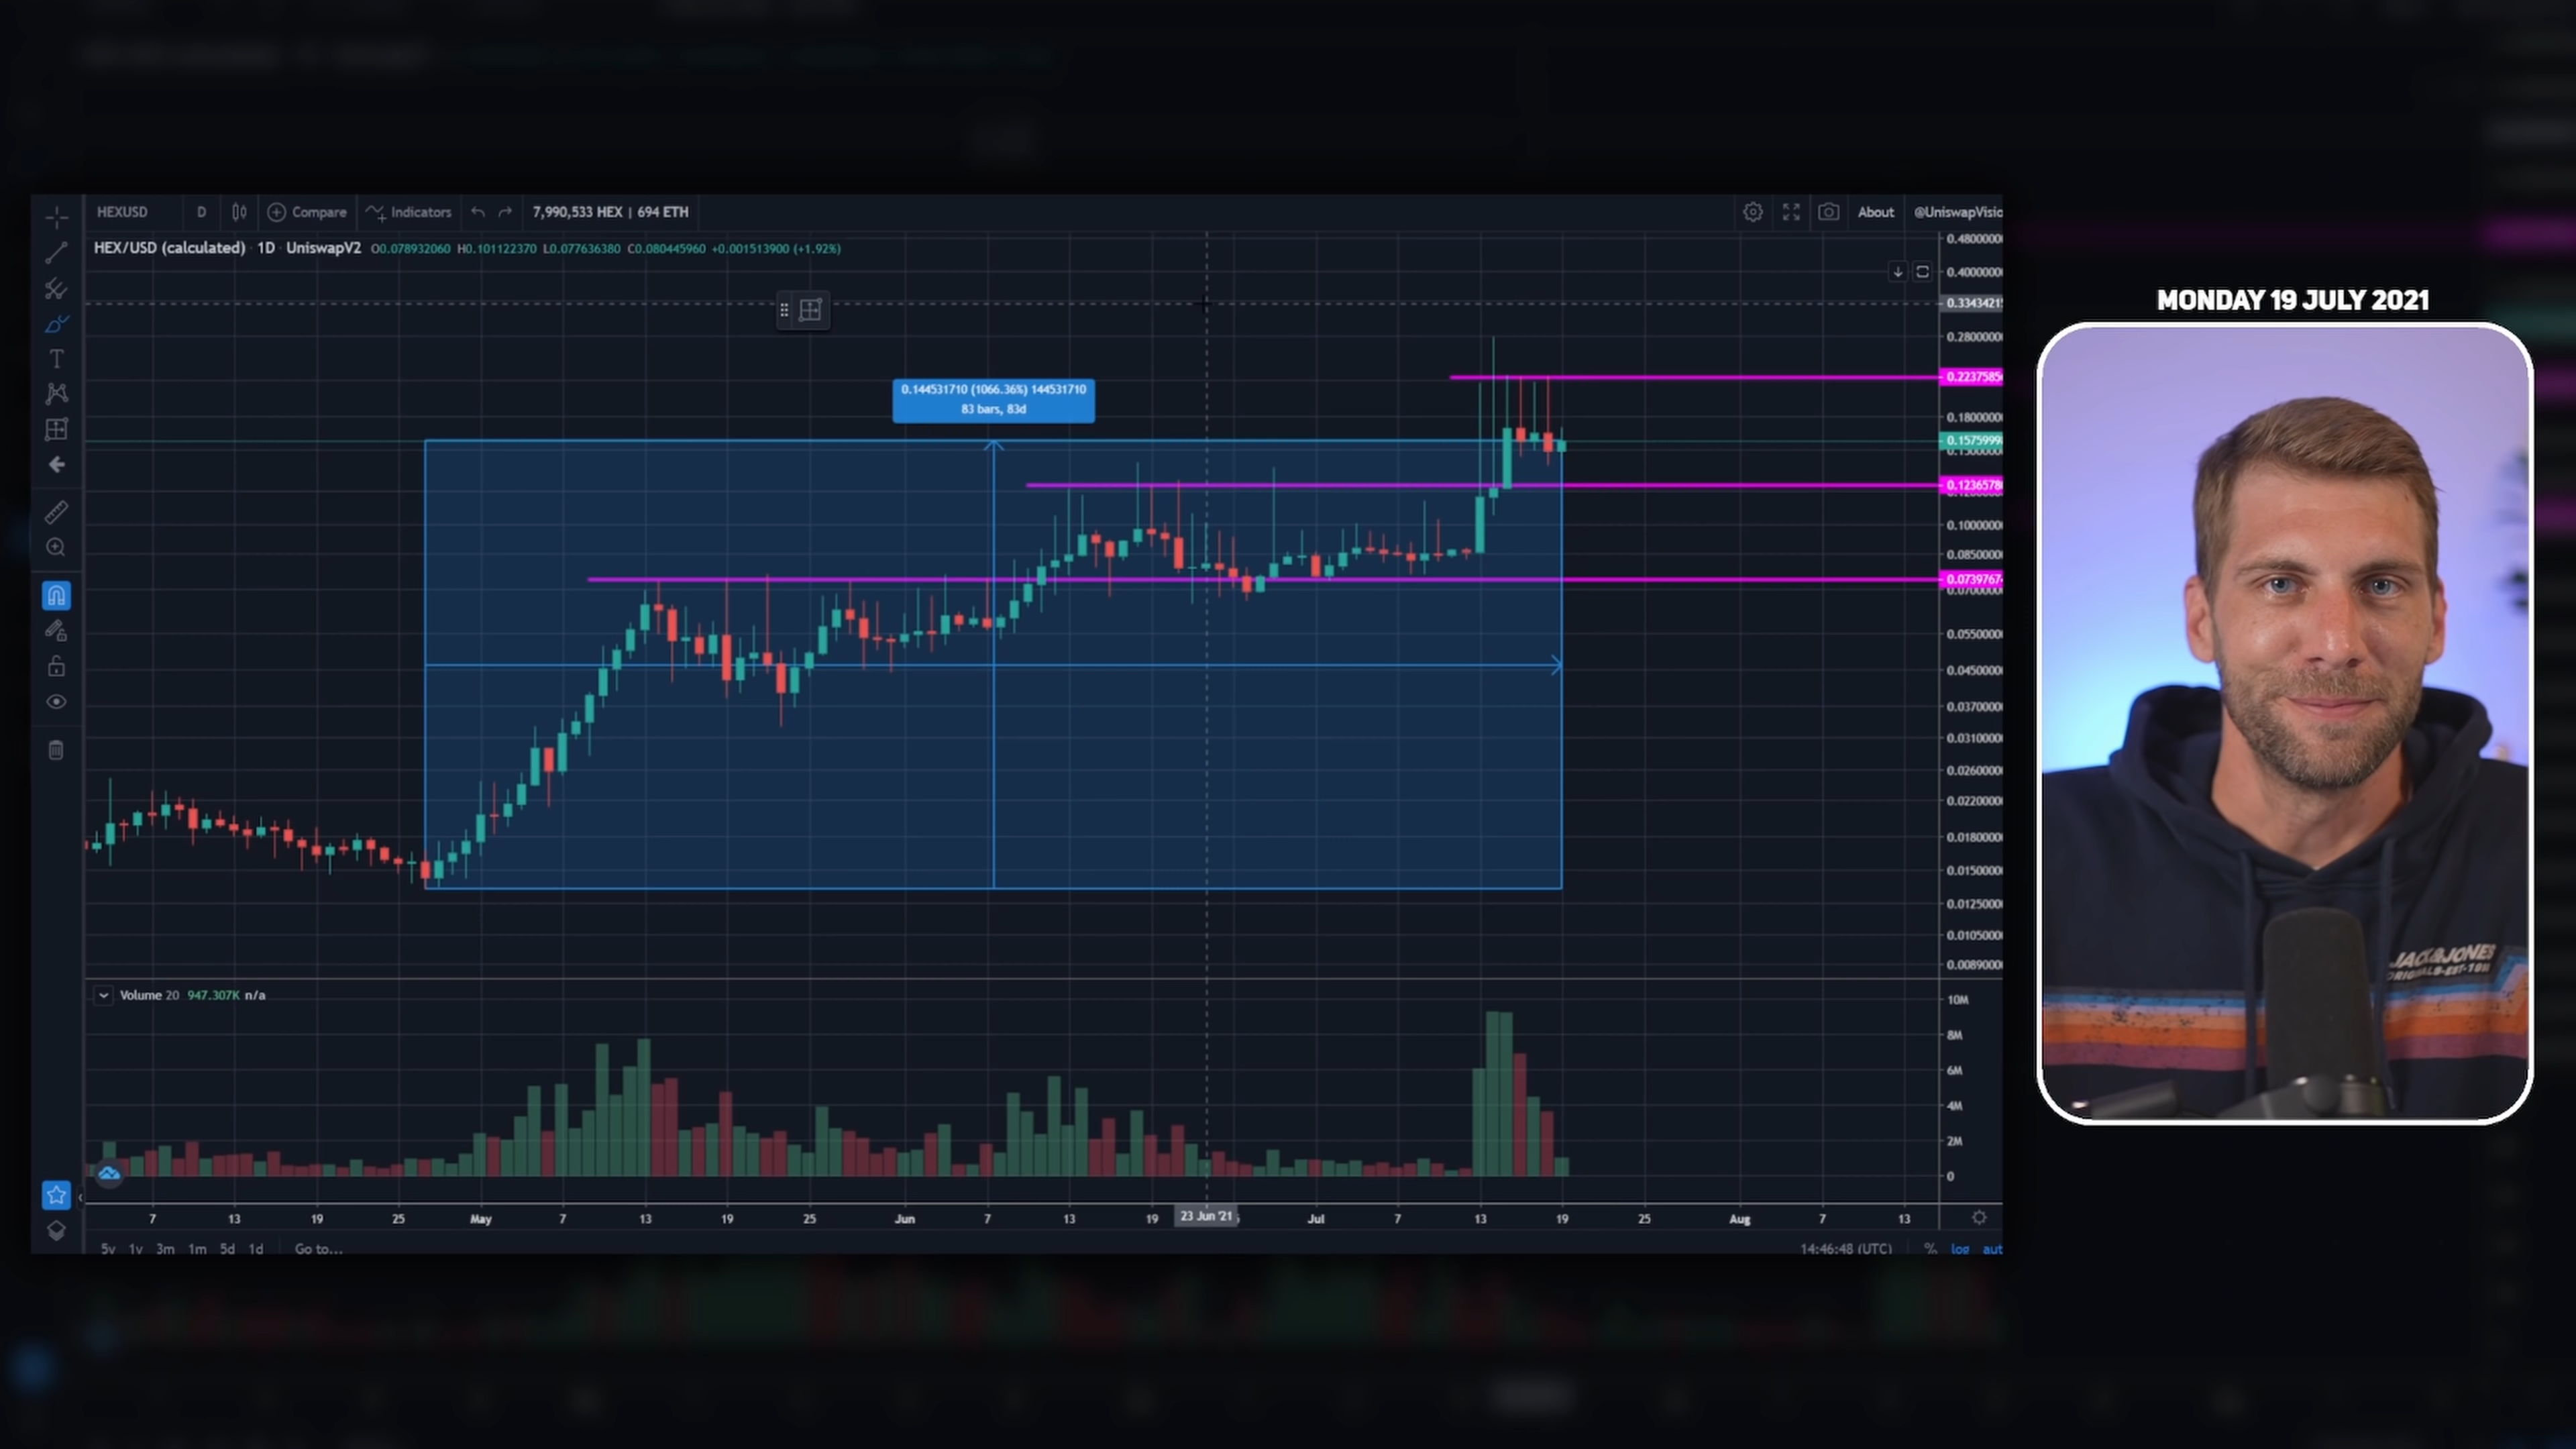 HEXUSD D Compare Indicators 7,990,533 HEX | 694 ETH About @UniswapVisio
HEX/USD (calculated) 1D UniswapV2 O0.078932060 H0.101122370 L0.077636380 C0.080445960 +0.001513900 (+1.92%)
0.4800000
0.4000000
0.3343421
MONDAY 19 JULY 2021
0.2800000
0.223758
0.144531710 (1066.36%) 144531710
83 bars, 83d
0.1800000
0.157599
0.1236578
0.1000000
0.0850000
0.0739767
0.0550000
0.0450000
0.0370000
0.0310000
0.0260000
0.0220000
0.0180000
0.0150000
0.0125000
0.0105000
0.0089000
JACK&JONES
Volume 20 947.307K n/a
10M
8M
6M
4M
2M
0
7 13 19 25 May 7 13 19 25 Jun 7 13 19 23 Jun '21 Jul 7 13 19 25 Aug 7 13
5y 1y 3m 1m 5d 1d Go to... 14:46:48 (UTC) % log aut